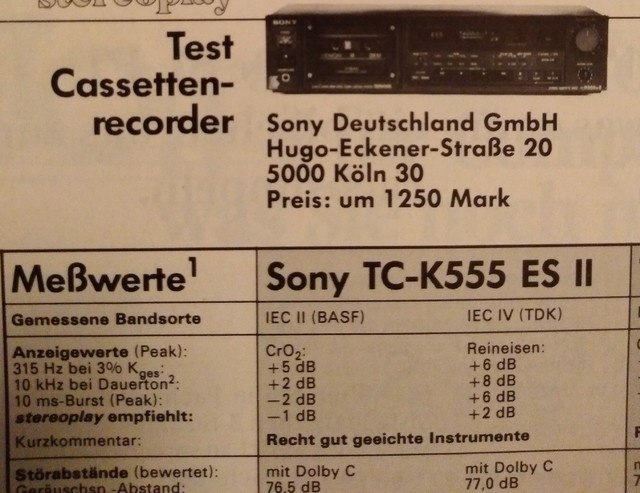 stereoplay
SONY
Test
Cassetten-
recorder
Sony Deutschland GmbH
Hugo-Eckener-Straße 20
5000 Köln 30
Preis: um 1250 Mark
Meßwerte1 Sony TC-K555 ES II
Gemessene Bandsorte IEC II (BASF) IEC IV (TDK)
Anzeigewerte (Peak): CrO2: Reineisen:
315 Hz bei 3% Kges: +5 dB +6 dB
10 kHz bei Dauerton2: +2 dB +8 dB
10 ms-Burst (Peak): −2 dB +6 dB
stereoplay empfiehlt: −1 dB +2 dB
Kurzkommentar: Recht gut geeichte Instrumente
Störabstände (bewertet): mit Dolby C mit Dolby C
Geräuschsp.-Abstand: 76,5 dB 77,0 dB